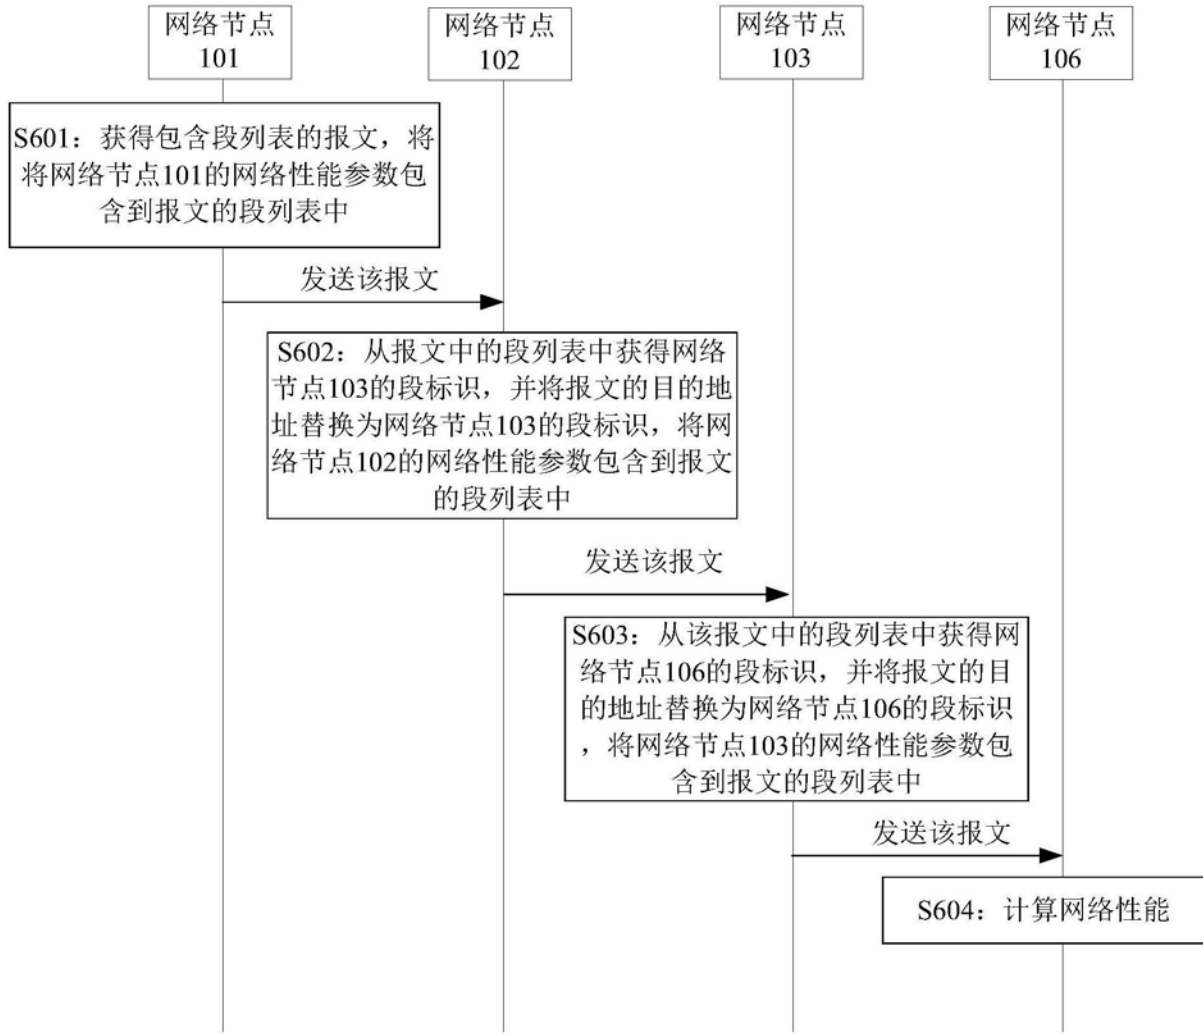 网络节点
101
网络节点
102
网络节点
103
网络节点
106
S601：获得包含段列表的报文，将
将网络节点101的网络性能参数包
含到报文的段列表中
发送该报文
S602：从报文中的段列表中获得网络
节点103的段标识，并将报文的目的地
址替换为网络节点103的段标识，将网
络节点102的网络性能参数包含到报文
的段列表中
发送该报文
S603：从该报文中的段列表中获得网
络节点106的段标识，并将报文的目
的地址替换为网络节点106的段标识
，将网络节点103的网络性能参数包
含到报文的段列表中
发送该报文
S604：计算网络性能